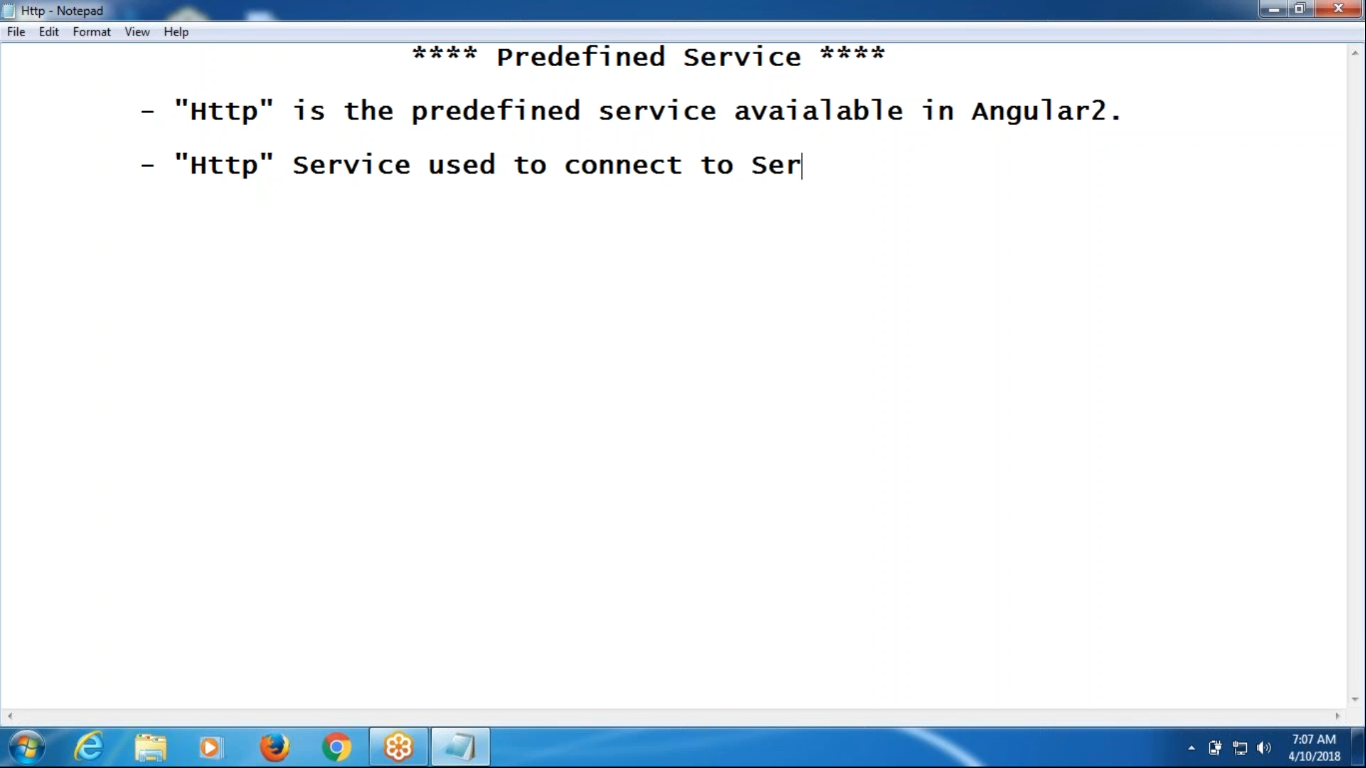 Http - Notepad
File Edit Format View Help
**** Predefined Service ****
- "Http" is the predefined service avaialable in Angular2.
- "Http" Service used to connect to Ser
7:07 AM
4/10/2018